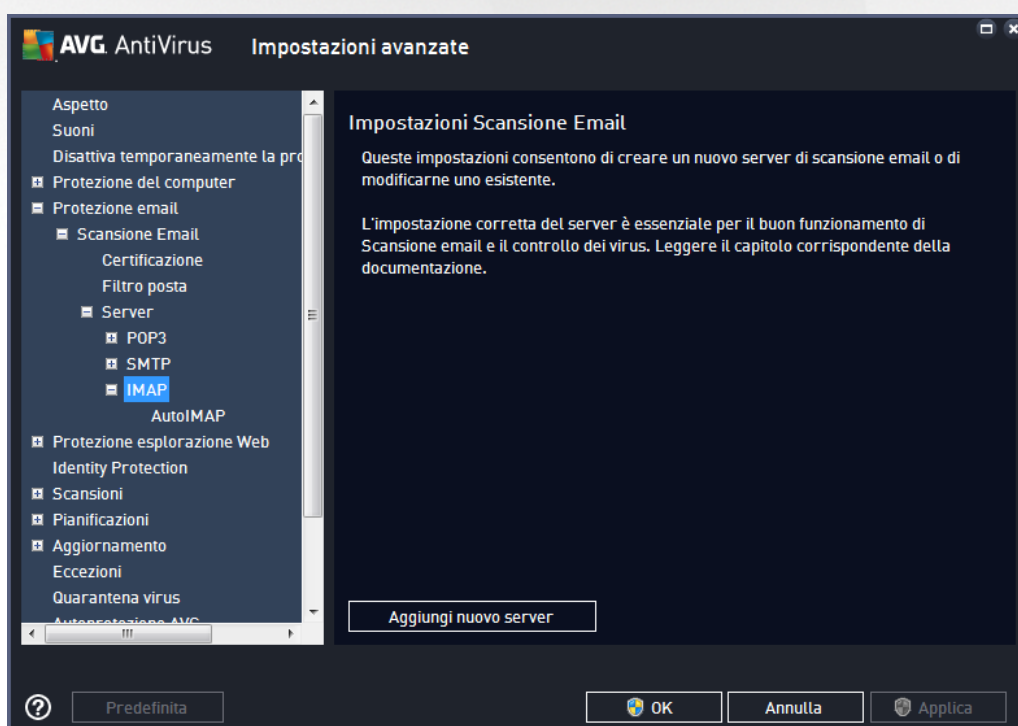 AVG. AntiVirus Impostazioni avanzate
Aspetto
Suoni
Disattiva temporaneamente la pro
Protezione del computer
Protezione email
Scansione Email
Certificazione
Filtro posta
Server
POP3
SMTP
IMAP
AutoIMAP
Protezione esplorazione Web
Identity Protection
Scansioni
Pianificazioni
Aggiornamento
Eccezioni
Quarantena virus
Autoprotezione AVG
Impostazioni Scansione Email
Queste impostazioni consentono di creare un nuovo server di scansione email o di
modificarne uno esistente.
L'impostazione corretta del server è essenziale per il buon funzionamento di
Scansione email e il controllo dei virus. Leggere il capitolo corrispondente della
documentazione.
Aggiungi nuovo server
Predefinita
OK
Annulla
Applica